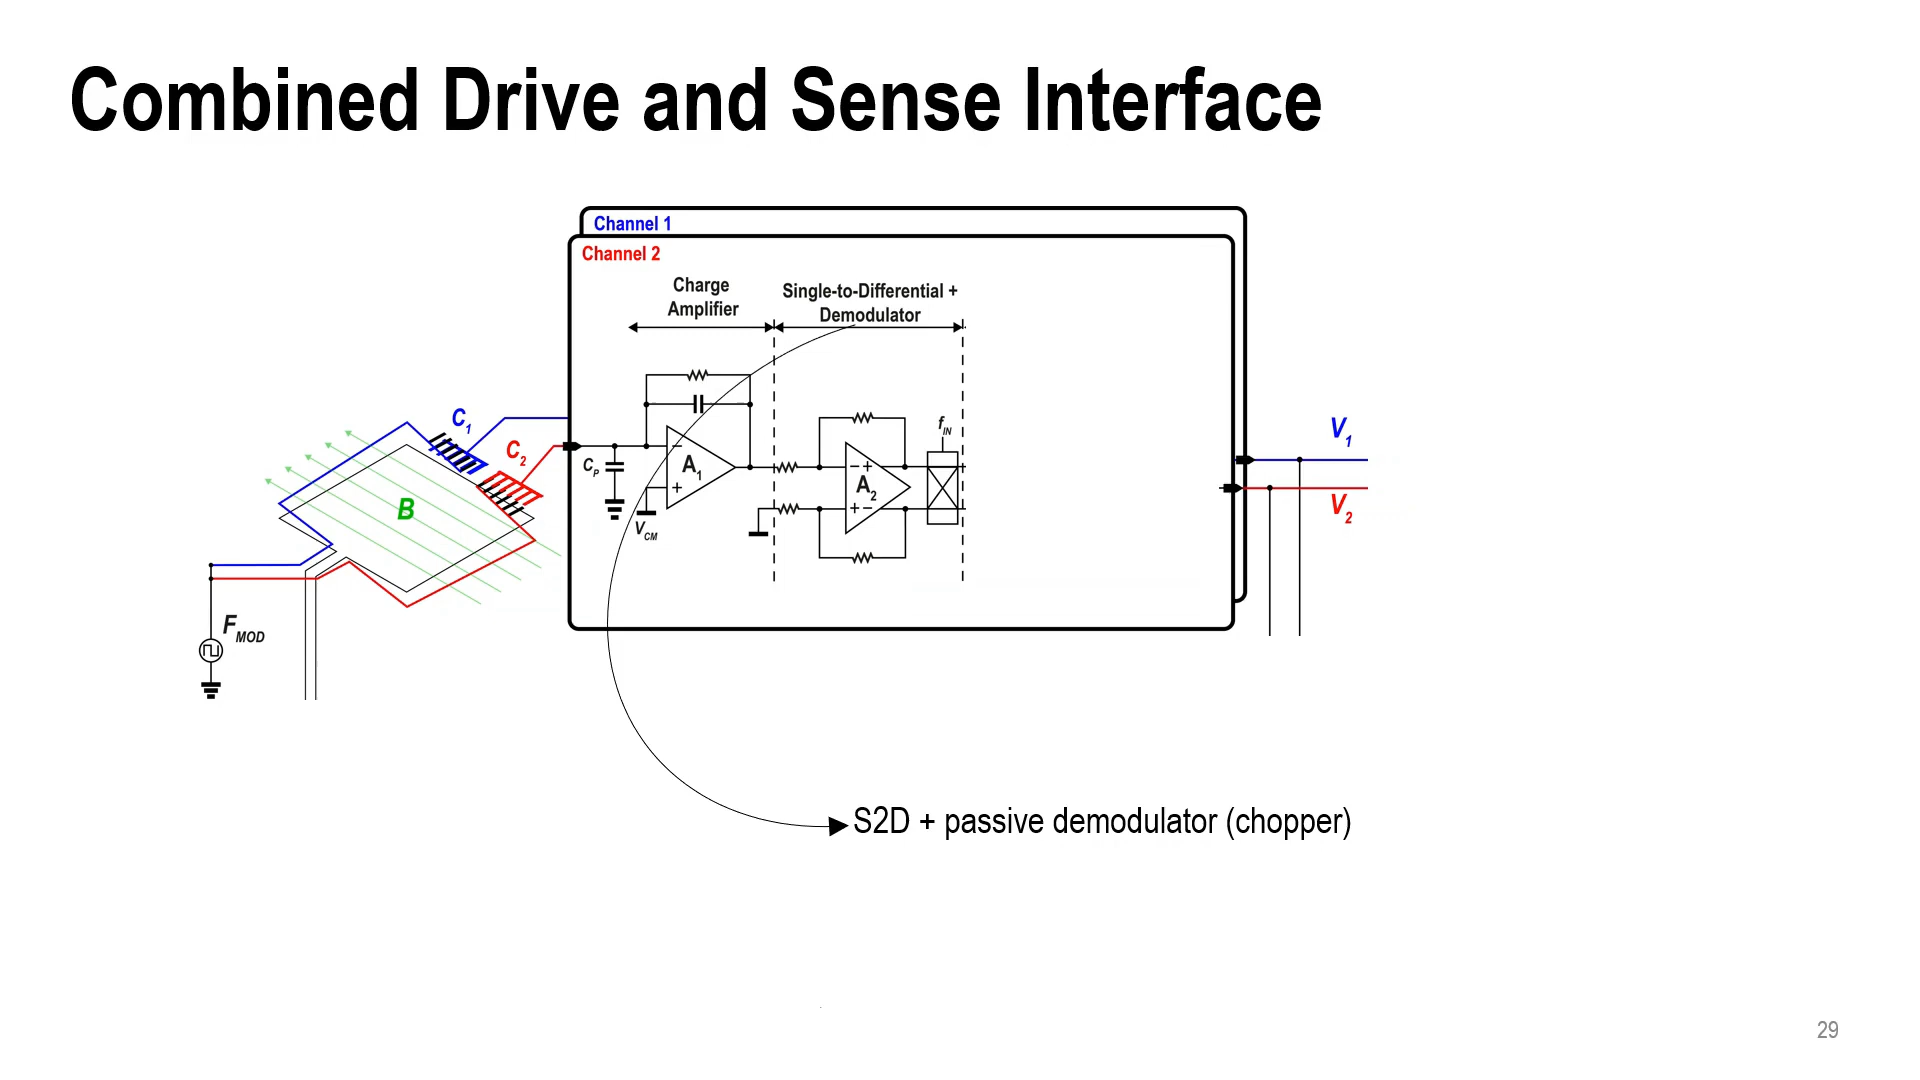 Combined Drive and Sense Interface
Channel 1
Channel 2
Charge
Amplifier
Single-to-Differential +
Demodulator
C1
C2
B
FMOD
CP
VCM
A1
A2
fIN
V1
V2
S2D + passive demodulator (chopper)
29